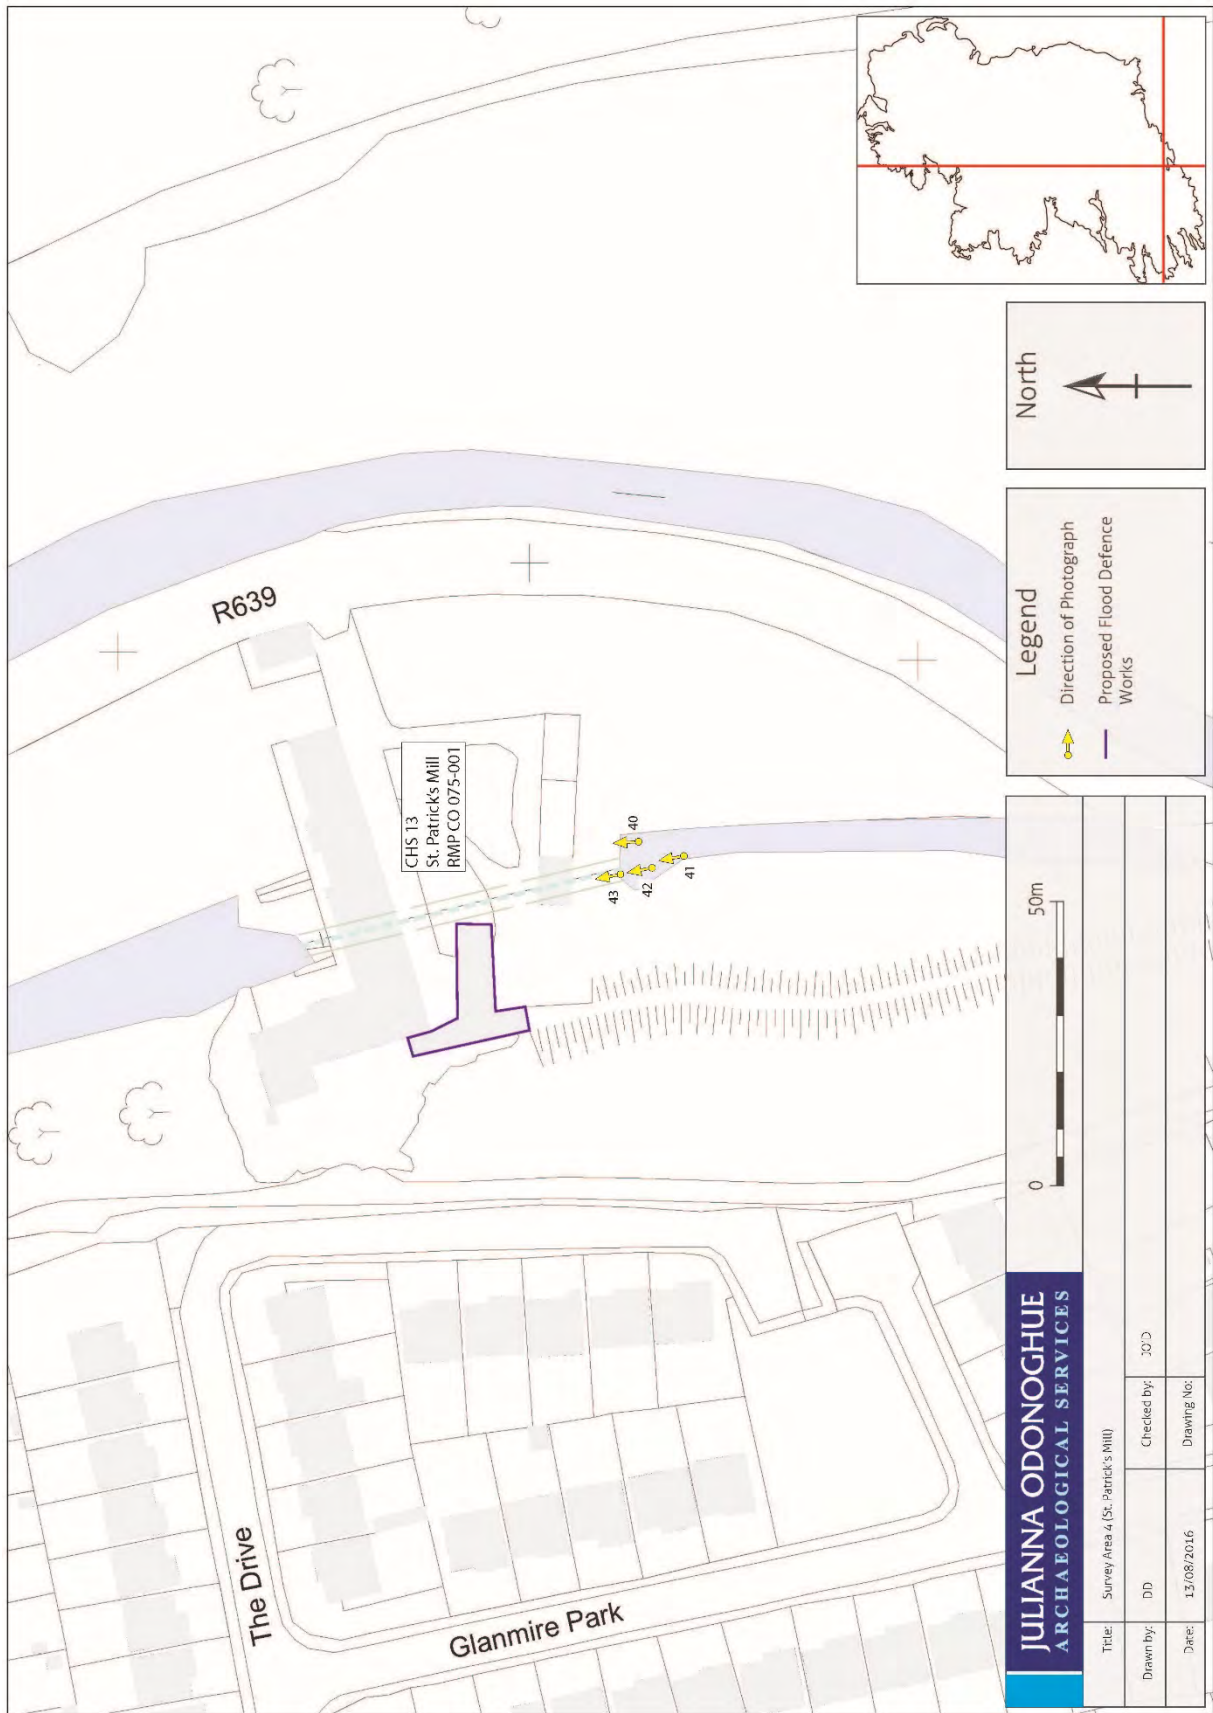 R639
CHS 13
St. Patrick's Mill
RMP CO 075-001
43
42
40
41
The Drive
Glanmire Park
JULIANNA ODONOGHUE
ARCHAEOLOGICAL SERVICES
0
50m
Title: Survey Area 4 (St. Patrick's Mill)
Drawn by: DD Checked by: JO'D
Date: 13/08/2016 Drawing No:
Legend
Direction of Photograph
Proposed Flood Defence
Works
North